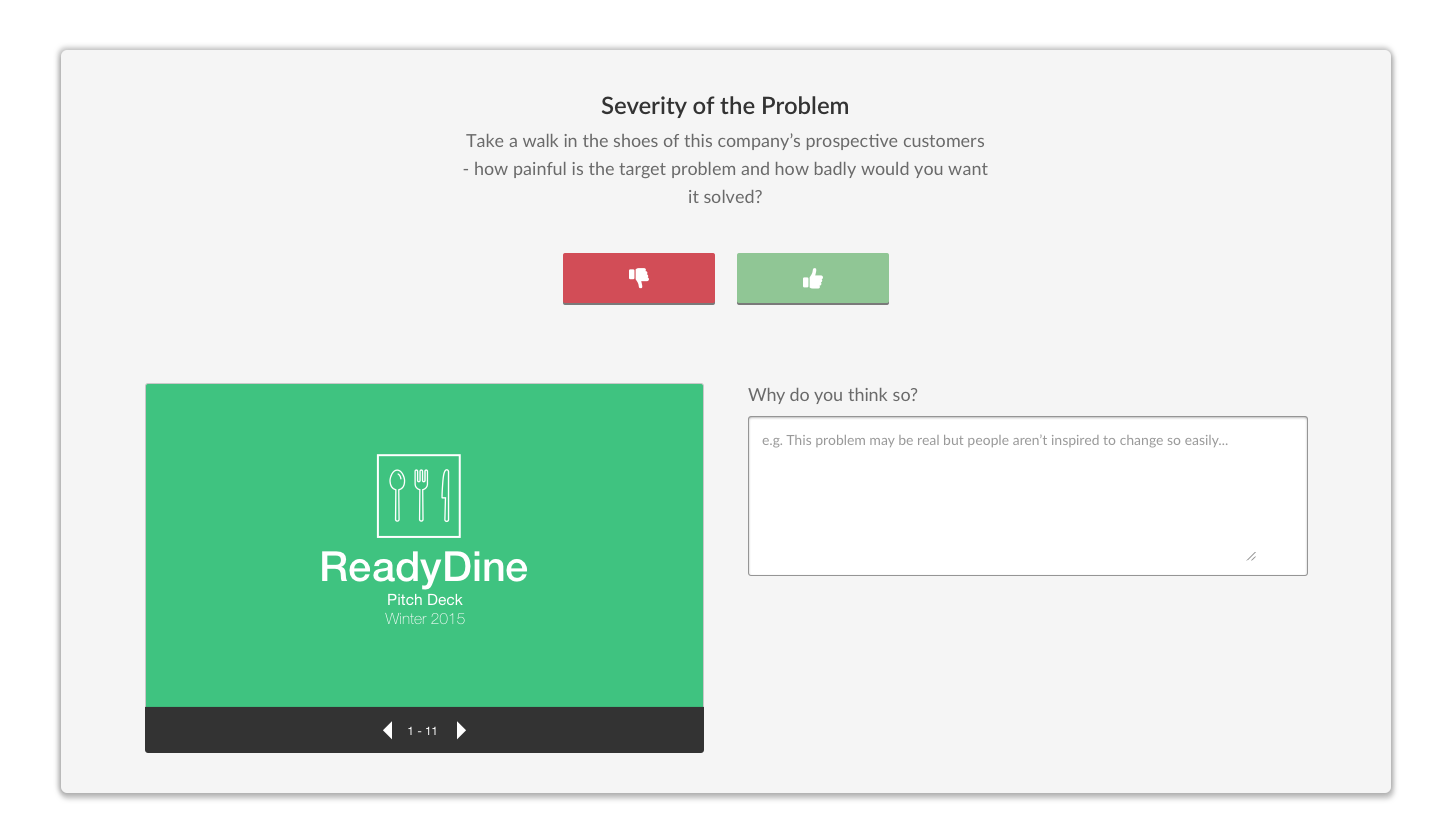 Severity of the Problem
Take a walk in the shoes of this company's prospective customers
- how painful is the target problem and how badly would you want
it solved?
ReadyDine
Pitch Deck
Winter 2015
1 - 11
Why do you think so?
e.g. This problem may be real but people aren't inspired to change so easily...